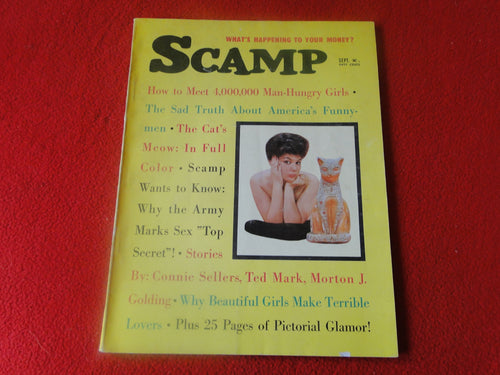 WHAT'S HAPPENING TO YOUR MONEY?
SCAMP
SEPT.
FIFTY CENTS
How to Meet 4,000,000 Man-Hungry Girls •
The Sad Truth About America's Funny-
men • The Cat's
Meow: In Full
Color • Scamp
Wants to Know:
Why the Army
Marks Sex "Top
Secret"! • Stories
By: Connie Sellers, Ted Mark, Morton J.
Golding • Why Beautiful Girls Make Terrible
Lovers • Plus 25 Pages of Pictorial Glamor!